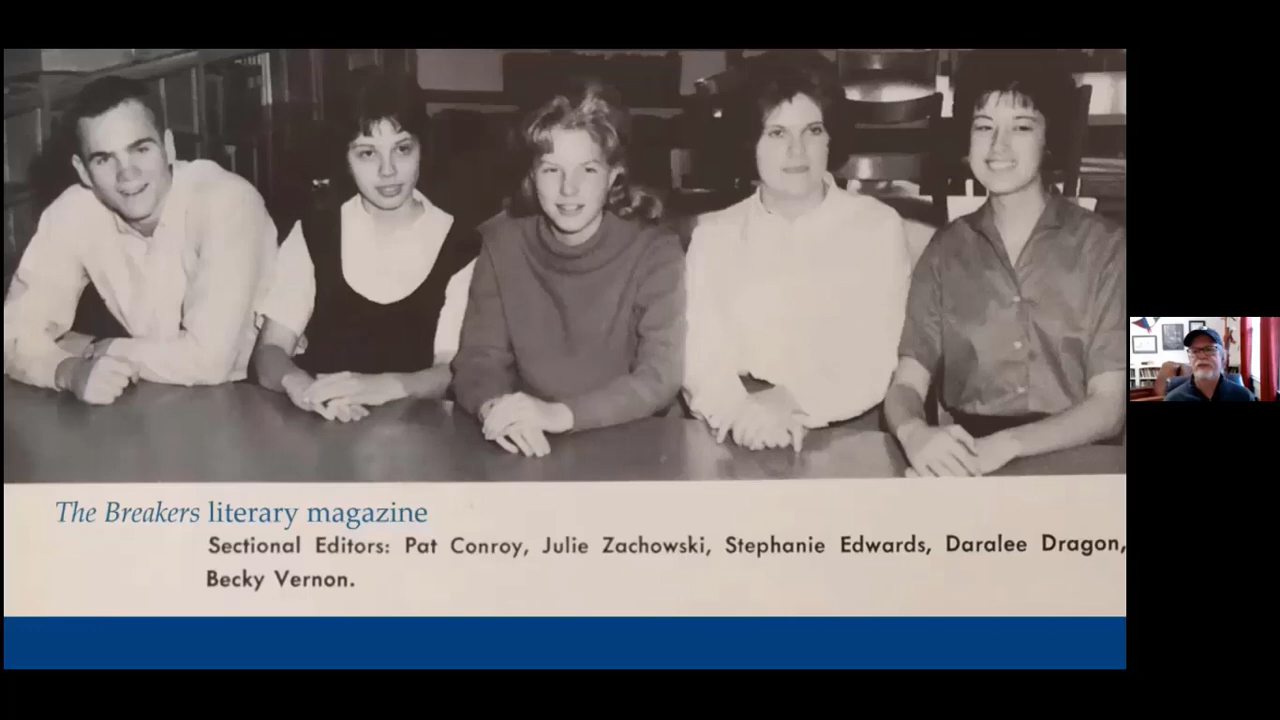 The Breakers literary magazine
Sectional Editors: Pat Conroy, Julie Zachowski, Stephanie Edwards, Daralee Dragon,
Becky Vernon.